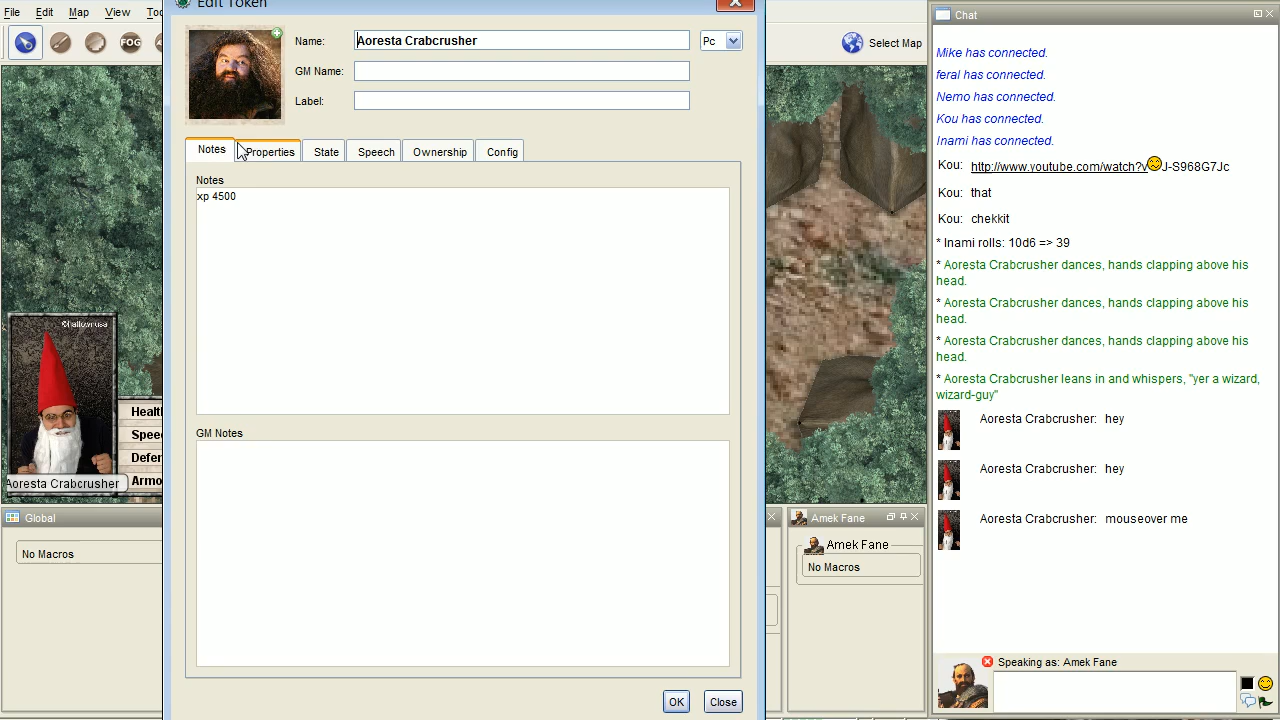 Edit Token
File Edit Map View Too
FOG
Select Map
Name:
Aoresta Crabcrusher
Pc
GM Name:
Label:
Notes
Properties
State
Speech
Ownership
Config
Notes
xp 4500
GM Notes
OK
Close
Health
Speed
Aoresta Crabcrusher
Global
No Macros
Amek Fane
Amek Fane
No Macros
Chat
Mike has connected.
feral has connected.
Nemo has connected.
Kou has connected.
Inami has connected.
Kou: http://www.youtube.com/watch?v J-S968G7Jc
Kou: that
Kou: chekkit
* Inami rolls: 10d6 => 39
* Aoresta Crabcrusher dances, hands clapping above his
head.
* Aoresta Crabcrusher dances, hands clapping above his
head.
* Aoresta Crabcrusher dances, hands clapping above his
head.
* Aoresta Crabcrusher leans in and whispers, "yer a wizard,
wizard-guy"
Aoresta Crabcrusher: hey
Aoresta Crabcrusher: hey
Aoresta Crabcrusher: mouseover me
Speaking as: Amek Fane